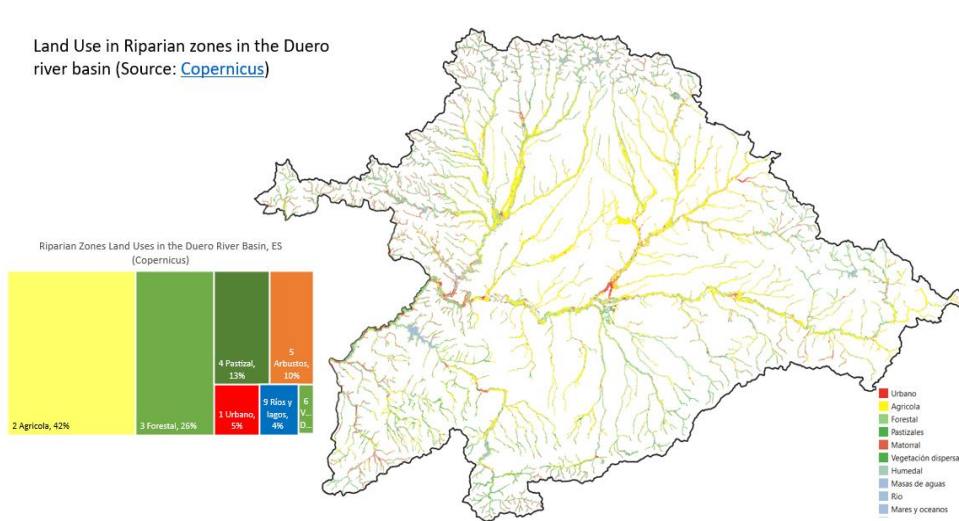 Land Use in Riparian zones in the Duero
river basin (Source: Copernicus)
Riparian Zones Land Uses in the Duero River Basin, ES
(Copernicus)
2 Agricola, 42%
3 Forestal, 26%
4 Pastizal,
13%
5
Arbustos,
10%
1 Urbano,
5%
9 Ríos y
lagos,
4%
6
V...
D...
Urbano
Agricola
Forestal
Pastizales
Matorral
Vegetación dispersa
Humedal
Masas de aguas
Rio
Mares y oceanos